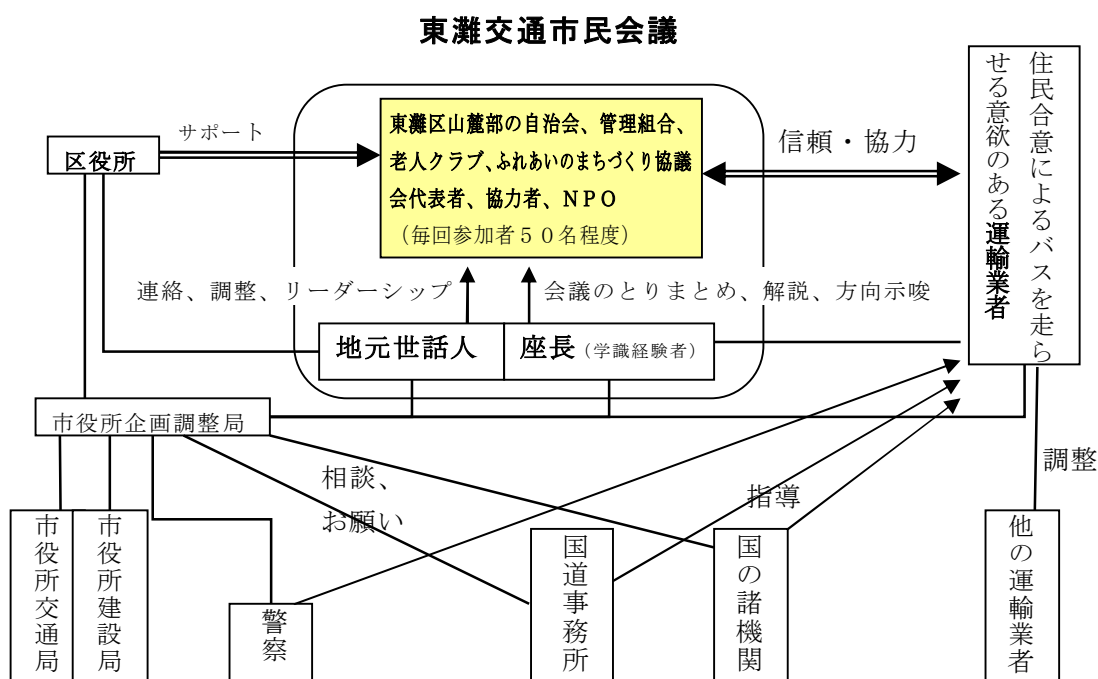 東灘交通市民会議
住民合意によるバスを走ら
せる意欲のある運輸業者
東灘区山麓部の自治会、管理組合、
老人クラブ、ふれあいのまちづくり協議
会代表者、協力者、NPO
（毎回参加者５０名程度）
サポート
区役所
信頼・協力
連絡、調整、リーダーシップ
会議のとりまとめ、解説、方向示唆
地元世話人
座長（学識経験者）
市役所企画調整局
相談、
お願い
指導
調整
市役所交通局
市役所建設局
警察
国道事務所
国の諸機関
他の運輸業者